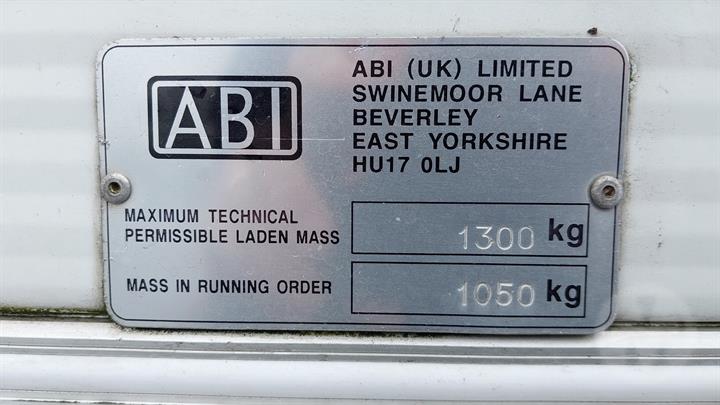 ABI
ABI (UK) LIMITED
SWINEMOOR LANE
BEVERLEY
EAST YORKSHIRE
HU17 0LJ
MAXIMUM TECHNICAL
PERMISSIBLE LADEN MASS 1300 kg
MASS IN RUNNING ORDER 1050 kg